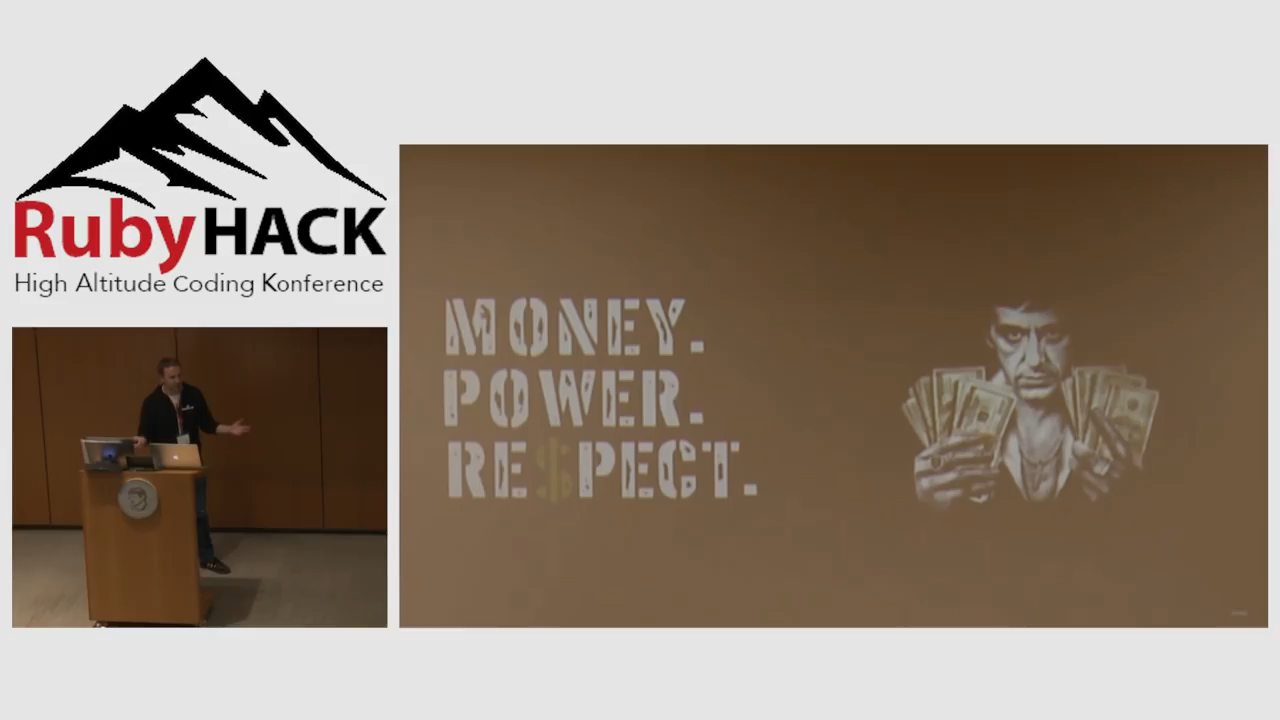 RubyHACK
High Altitude Coding Konference
MONEY.
POWER.
RE$PECT.